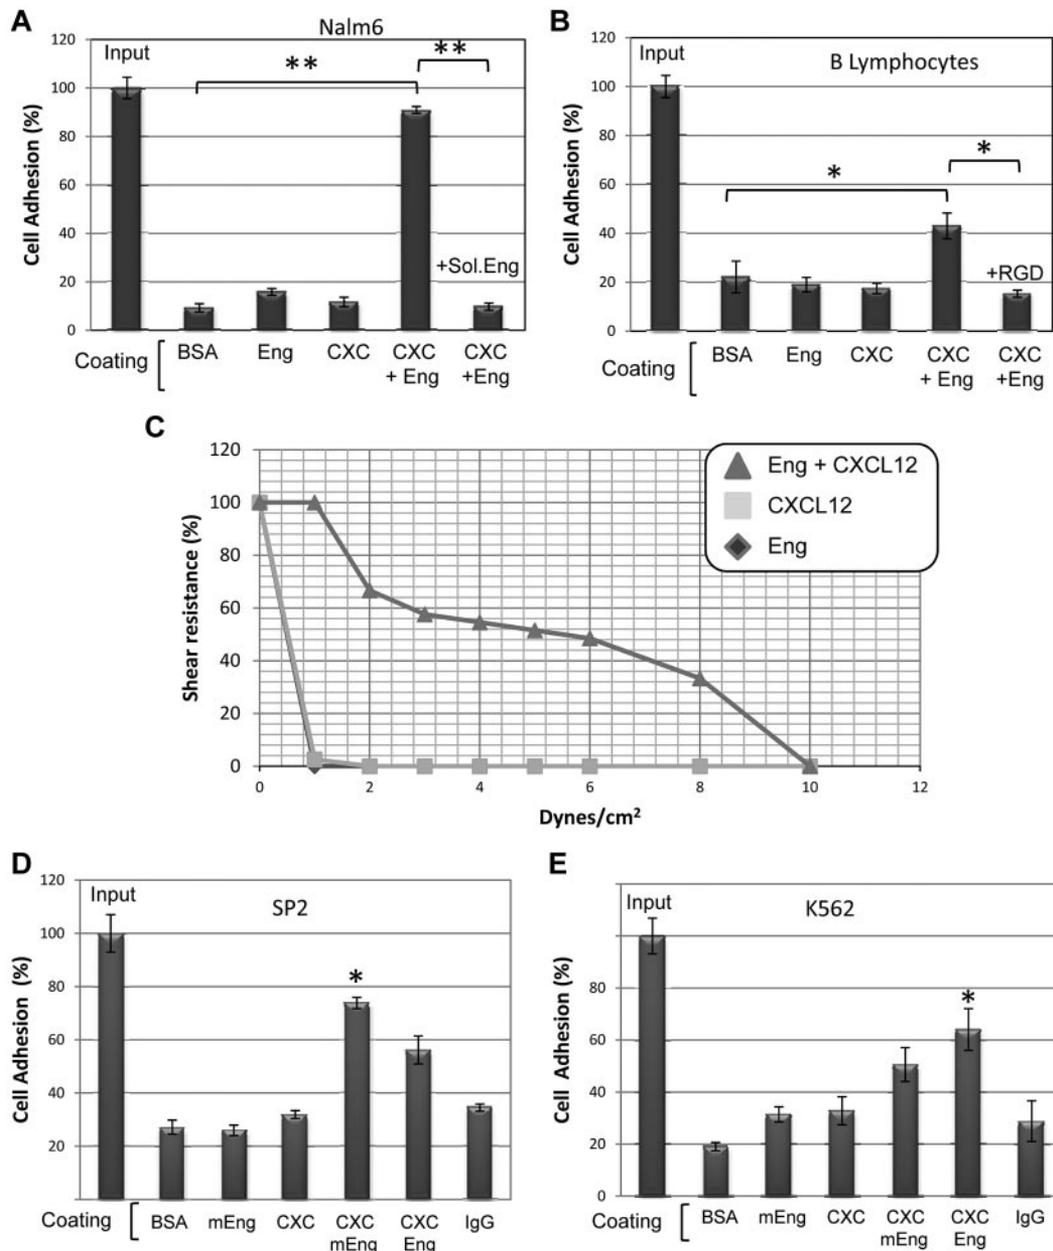 A
Nalm6
Cell Adhesion (%)
120
100
80
60
40
20
0
Input
**
**
+Sol.Eng
Coating
BSA
Eng
CXC
CXC
+ Eng
CXC
+Eng
B
B Lymphocytes
Cell Adhesion (%)
120
100
80
60
40
20
0
Input
*
*
+RGD
Coating
BSA
Eng
CXC
CXC
+ Eng
CXC
+Eng
C
Shear resistance (%)
120
100
80
60
40
20
0
0 2 4 6 8 10 12
Dynes/cm²
Eng + CXCL12
CXCL12
Eng
D
SP2
Cell Adhesion (%)
120
100
80
60
40
20
Input
*
Coating
BSA
mEng
CXC
CXC
mEng
CXC
Eng
IgG
E
K562
Cell Adhesion (%)
100
80
60
40
20
0
Input
*
Coating
BSA
mEng
CXC
CXC
mEng
CXC
Eng
IgG